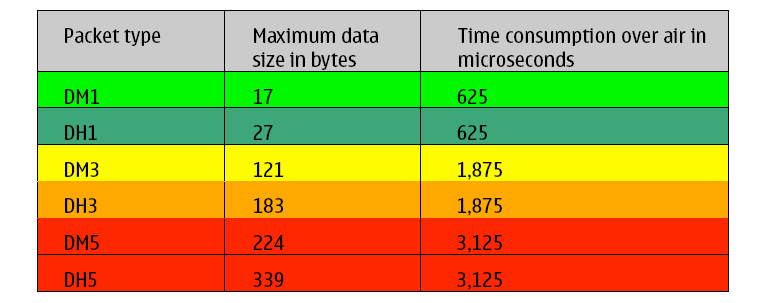 Packet type Maximum data size in bytes Time consumption over air in microseconds
DM1 17 625
DH1 27 625
DM3 121 1,875
DH3 183 1,875
DM5 224 3,125
DH5 339 3,125